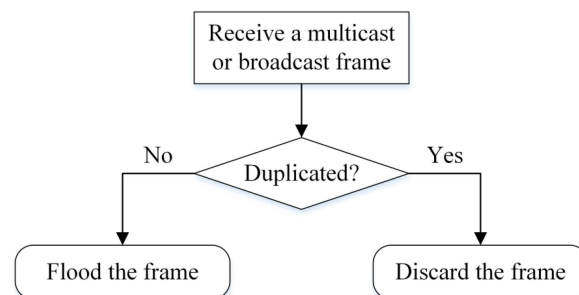 Receive a multicast
or broadcast frame
No
Duplicated?
Yes
Flood the frame
Discard the frame